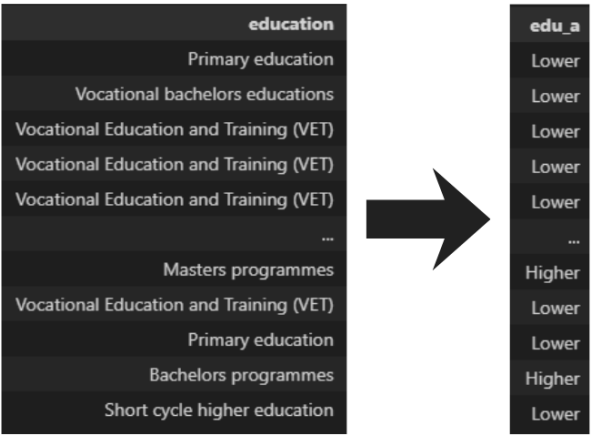 education
Primary education
Vocational bachelors educations
Vocational Education and Training (VET)
Vocational Education and Training (VET)
Vocational Education and Training (VET)
...
Masters programmes
Vocational Education and Training (VET)
Primary education
Bachelors programmes
Short cycle higher education
edu_a
Lower
Lower
Lower
Lower
Lower
...
Higher
Lower
Lower
Higher
Lower